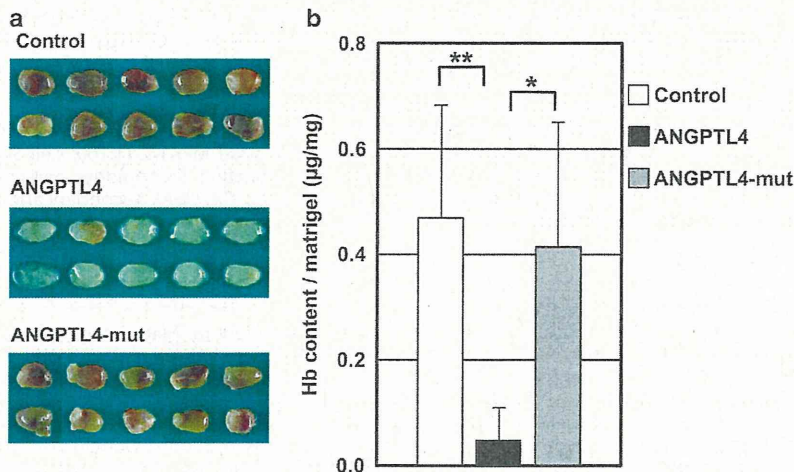 a
Control
ANGPTL4
ANGPTL4-mut
b
Hb content / matrigel (µg/mg)
0.8
0.6
0.4
0.2
0.0
**
*
Control
ANGPTL4
ANGPTL4-mut